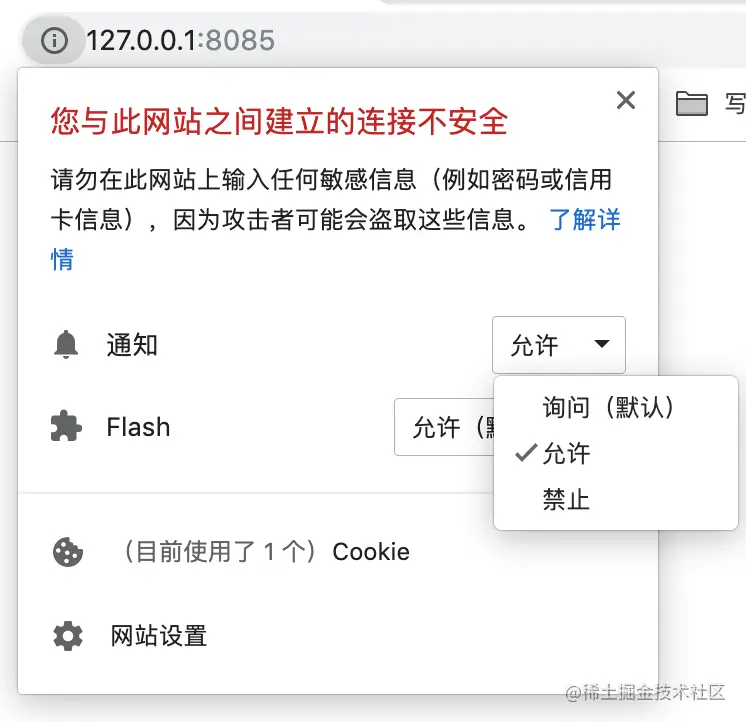 127.0.0.1:8085
写
您与此网站之间建立的连接不安全
请勿在此网站上输入任何敏感信息（例如密码或信用
卡信息），因为攻击者可能会盗取这些信息。 了解详
情
通知
允许
询问（默认）
允许
禁止
Flash
允许（
（目前使用了 1 个） Cookie
网站设置
@稀土掘金技术社区